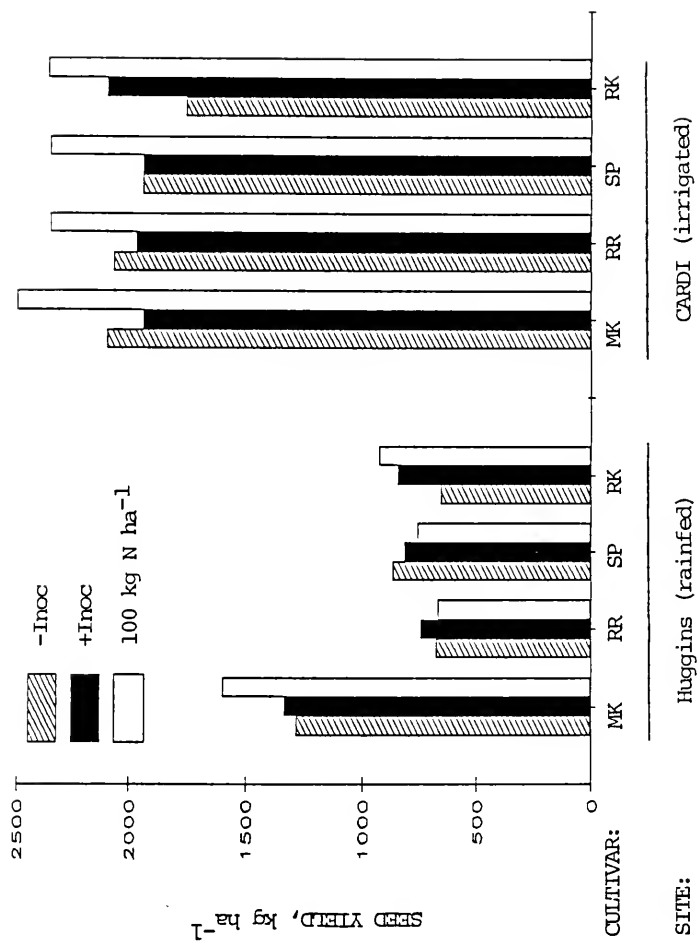 SEED YIELD, kg ha-1
2500
2000
1500
1000
500
0
-Inoc
+Inoc
100 kg N ha-1
CULTIVAR: MK RR SP RK MK RR SP RK
SITE: Huggins (rainfed) CARDI (irrigated)